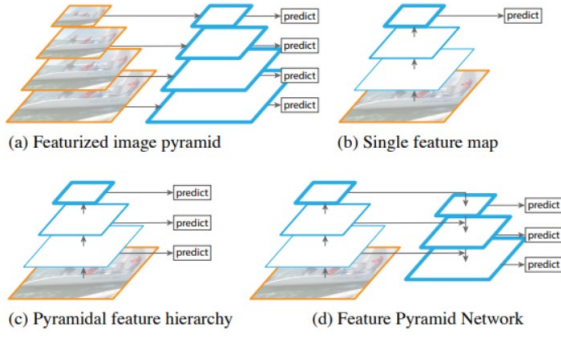 predict
predict
predict
predict
(a) Featurized image pyramid
predict
(b) Single feature map
predict
predict
predict
(c) Pyramidal feature hierarchy
predict
predict
predict
(d) Feature Pyramid Network